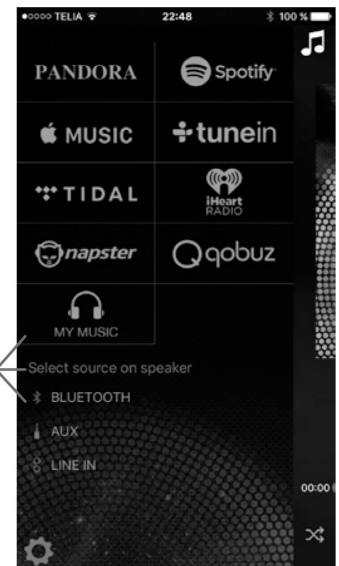 ●○○○○ TELIA 22:48 100 %
PANDORA Spotify
MUSIC tunein
TIDAL iHeart
RADIO
napster qobuz
MY MUSIC
Select source on speaker
BLUETOOTH
AUX
LINE IN
00:00